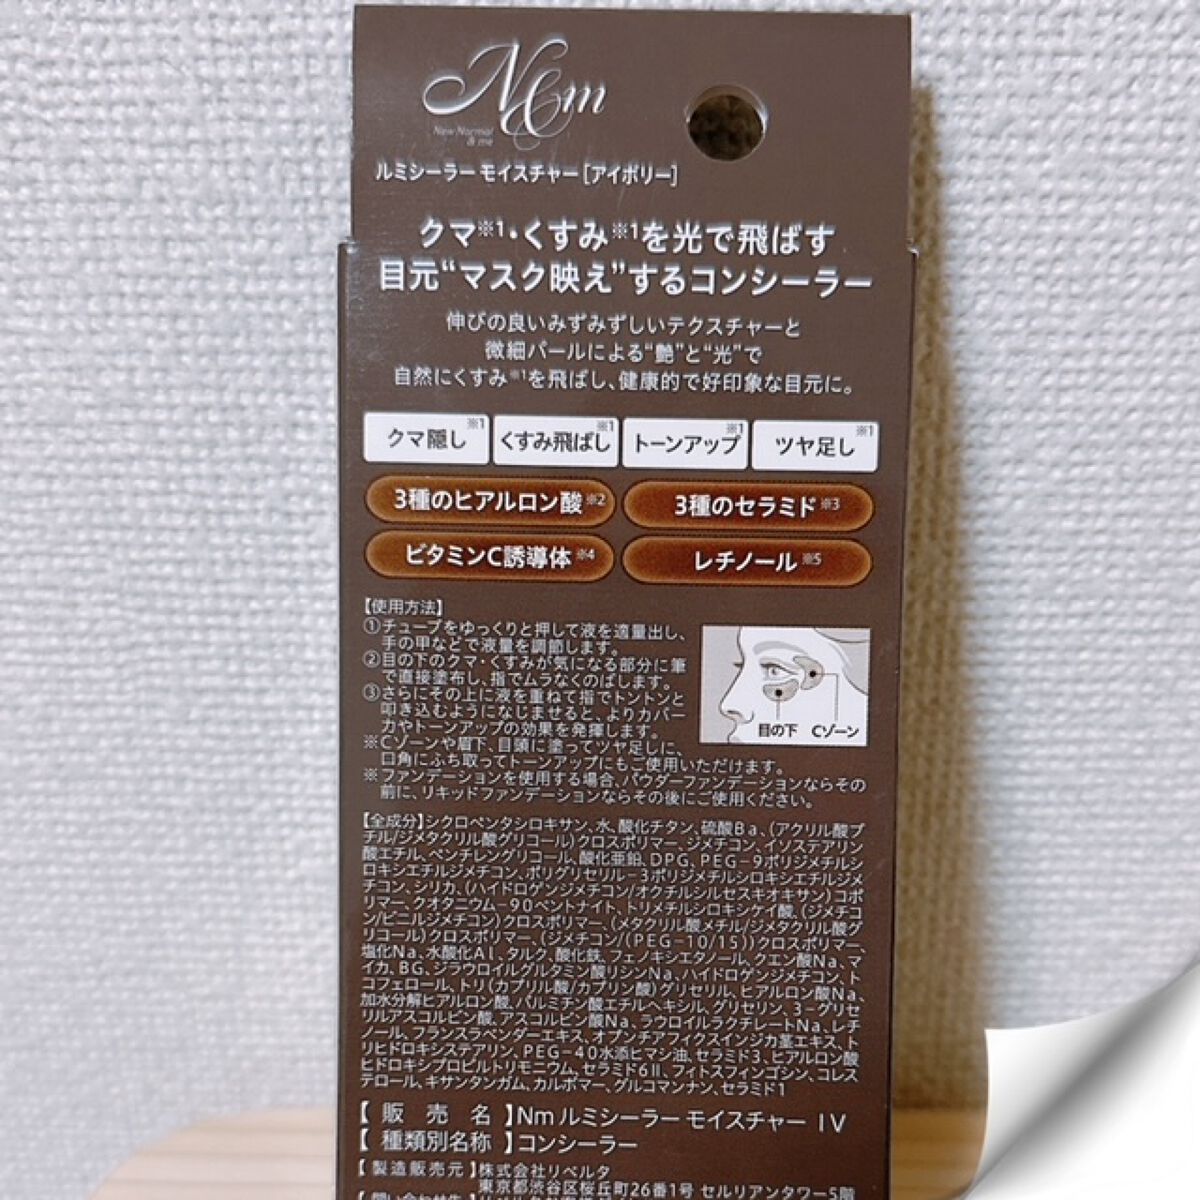 Nm
New Normal
& me
ルミシーラー モイスチャー [アイボリー]
クマ※1・くすみ※1を光で飛ばす
目元“マスク映え”するコンシーラー
伸びの良いみずみずしいテクスチャーと
微細パールによる“艶”と“光”で
自然にくすみ※1を飛ばし、健康的で好印象な目元に。
クマ隠し※1 くすみ飛ばし※1 トーンアップ※1 ツヤ足し※1
3種のヒアルロン酸※2 3種のセラミド※3
ビタミンC誘導体※4 レチノール※5
【使用方法】
①チューブをゆっくりと押して液を適量出し、
手の甲などで液量を調節します。
②目の下のクマ・くすみが気になる部分に筆
で直接塗布し、指でムラなくのばします。
③さらにその上に液を重ねて指でトントンと
叩き込むようになじませると、よりカバー
力やトーンアップの効果を発揮します。
※Cゾーンや眉下、目頭に塗ってツヤ足しに、
口角にふち取ってトーンアップにもご使用いただけます。
※ファンデーションを使用する場合、パウダーファンデーションならその
前に、リキッドファンデーションならその後にご使用ください。
目の下 Cゾーン
【全成分】シクロペンタシロキサン、水、酸化チタン、硫酸Ba、(アクリル酸ブ
チル/ジメタクリル酸グリコール)クロスポリマー、ジメチコン、イソステアリン
酸エチル、ペンチレングリコール、酸化亜鉛、DPG、PEG-9ポリジメチルシ
ロキシエチルジメチコン、ポリグリセリル-3ポリジメチルシロキシエチルジメ
チコン、シリカ、(ハイドロゲンジメチコン/オクチルシルセスキオキサン)コポ
リマー、クオタニウム-90ベントナイト、トリメチルシロキシケイ酸、(ジメチコ
ン/ビニルジメチコン)クロスポリマー、(メタクリル酸メチル/ジメタクリル酸グ
リコール)クロスポリマー、(ジメチコン/(PEG-10/15))クロスポリマー、
塩化Na、水酸化Al、タルク、酸化鉄、フェノキシエタノール、クエン酸Na、マ
イカ、BG、ジラウロイルグルタミン酸リシンNa、ハイドロゲンジメチコン、ト
コフェロール、トリ(カプリル酸/カプリン酸)グリセリル、ヒアルロン酸Na、
加水分解ヒアルロン酸、パルミチン酸エチルヘキシル、グリセリン、3-グリセ
リルアスコルビン酸、アスコルビン酸Na、ラウロイルラクチレートNa、レチ
ノール、フランスラベンダーエキス、オプンチアフィクスインジカ茎エキス、ト
リヒドロキシステアリン、PEG-40水添ヒマシ油、セラミド3、ヒアルロン酸
ヒドロキシプロピルトリモニウム、セラミド6II、フィトスフィンゴシン、コレス
テロール、キサンタンガム、カルボマー、グルコマンナン、セラミド1
【販売名】Nm ルミシーラー モイスチャー IV
【種類別名称】コンシーラー
【製造販売元】株式会社リベルタ
東京都渋谷区桜丘町26番1号 セルリアンタワー5階